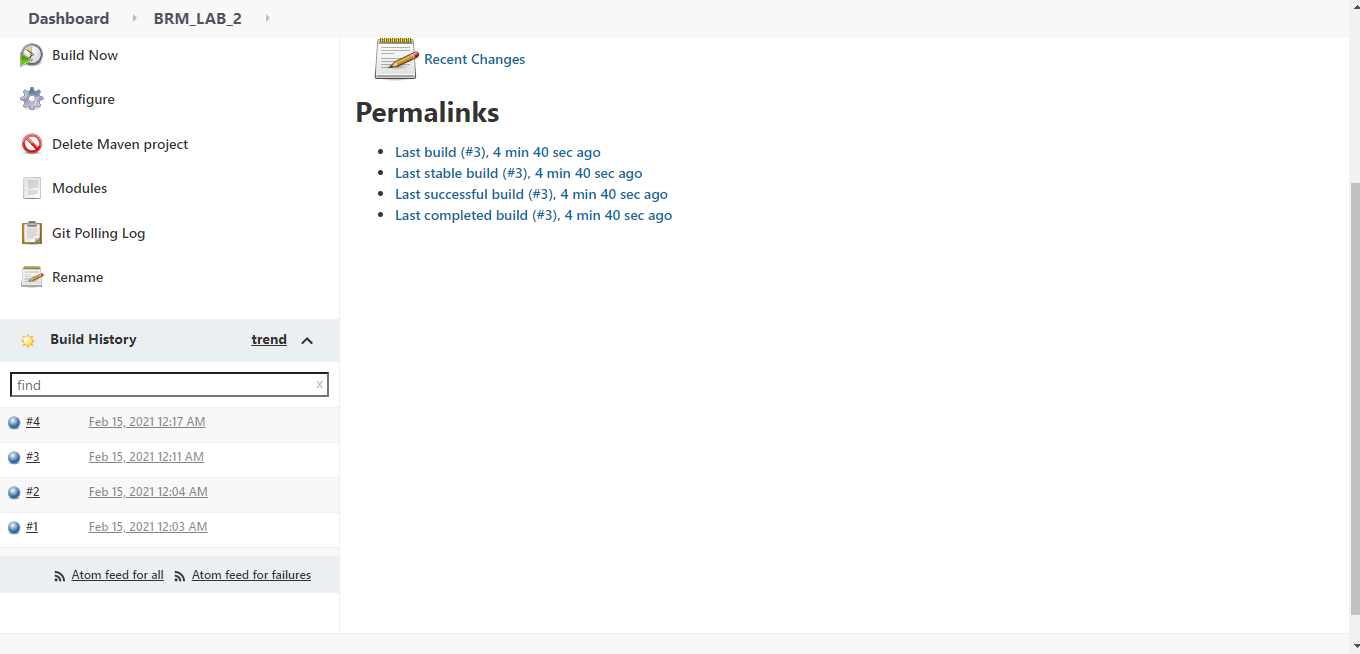 Dashboard BRM_LAB_2
Build Now
Configure
Delete Maven project
Modules
Git Polling Log
Rename
Build History trend
find x
#4 Feb 15, 2021 12:17 AM
#3 Feb 15, 2021 12:11 AM
#2 Feb 15, 2021 12:04 AM
#1 Feb 15, 2021 12:03 AM
Atom feed for all Atom feed for failures
Recent Changes
Permalinks
Last build (#3), 4 min 40 sec ago
Last stable build (#3), 4 min 40 sec ago
Last successful build (#3), 4 min 40 sec ago
Last completed build (#3), 4 min 40 sec ago